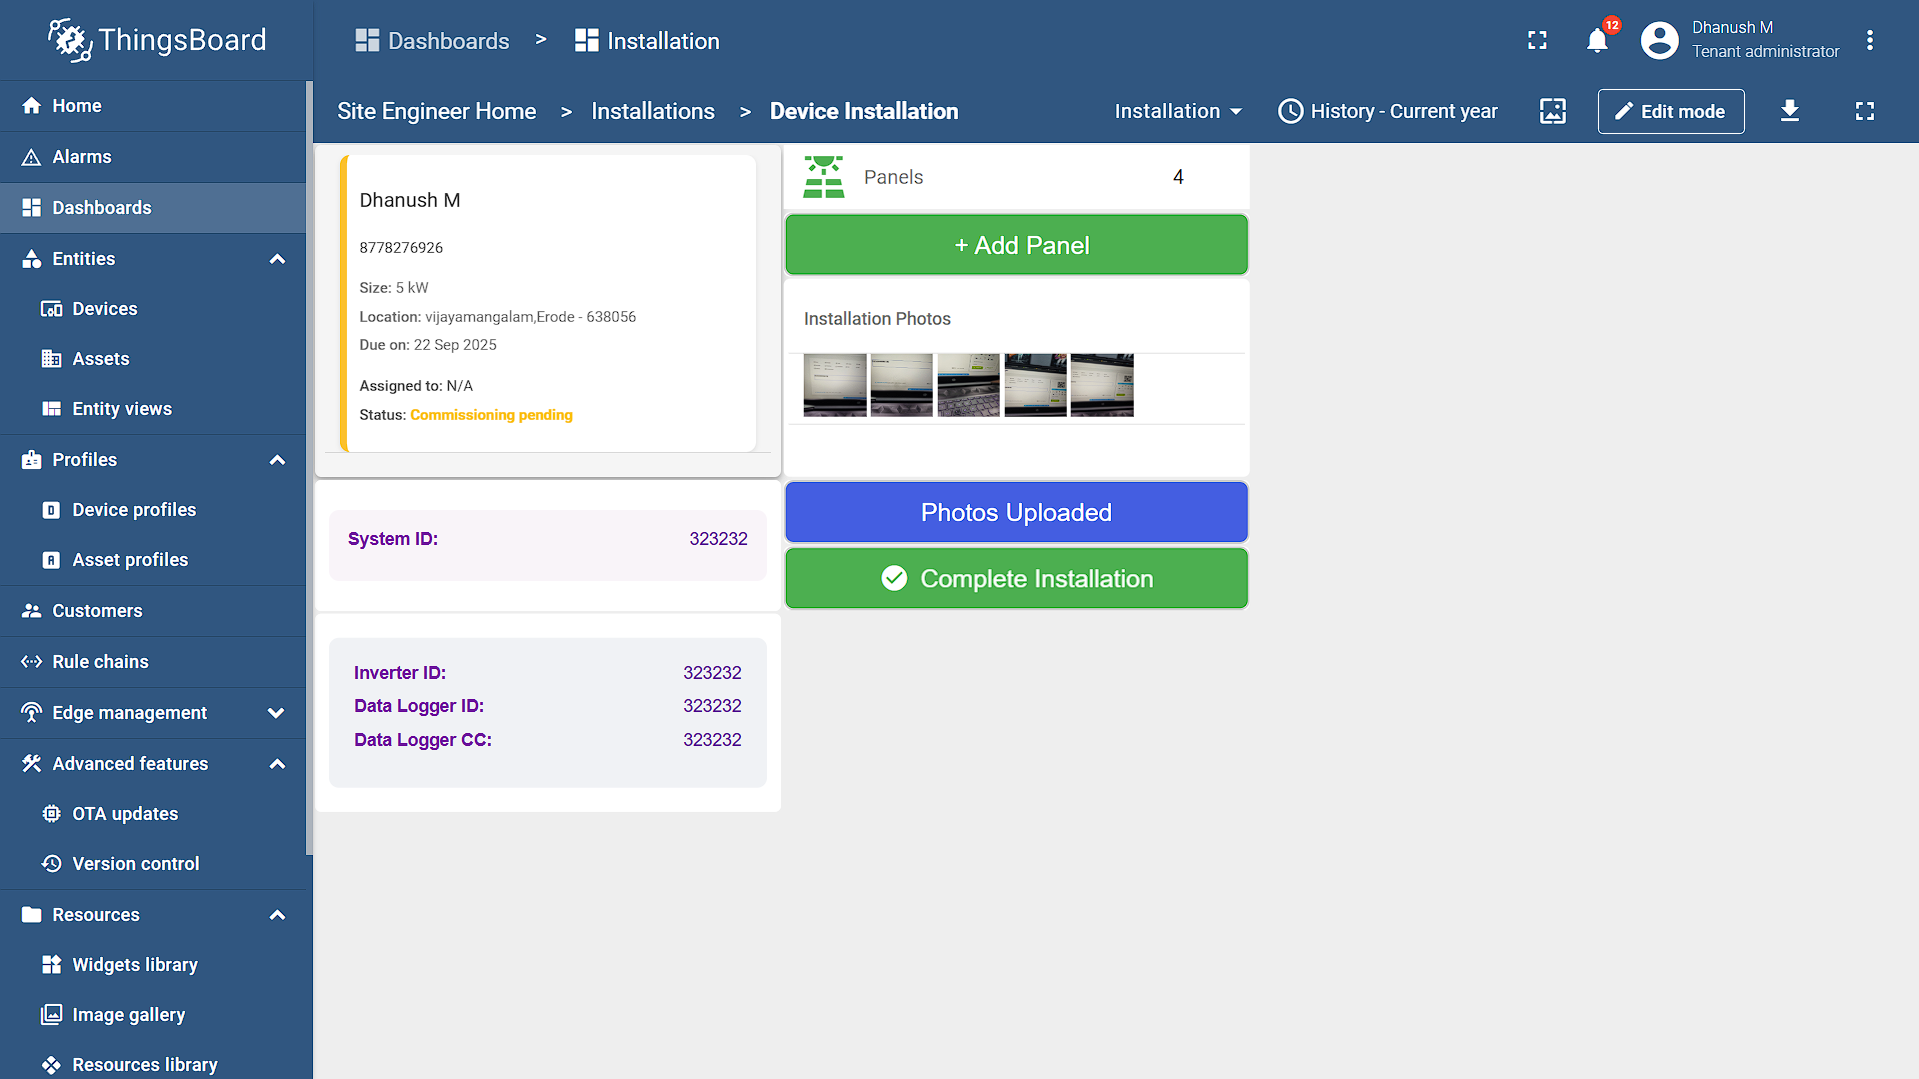 ThingsBoard
Dashboards > Installation
12
Dhanush M
Tenant administrator
Site Engineer Home > Installations > Device Installation
Installation
History - Current year
Edit mode
Home
Alarms
Dashboards
Entities
Devices
Assets
Entity views
Profiles
Device profiles
Asset profiles
Customers
Rule chains
Edge management
Advanced features
OTA updates
Version control
Resources
Widgets library
Image gallery
Resources library
Dhanush M
8778276926
Size: 5 kW
Location: vijayamangalam,Erode - 638056
Due on: 22 Sep 2025
Assigned to: N/A
Status: Commissioning pending
System ID: 323232
Inverter ID: 323232
Data Logger ID: 323232
Data Logger CC: 323232
Panels 4
+ Add Panel
Installation Photos
Photos Uploaded
Complete Installation